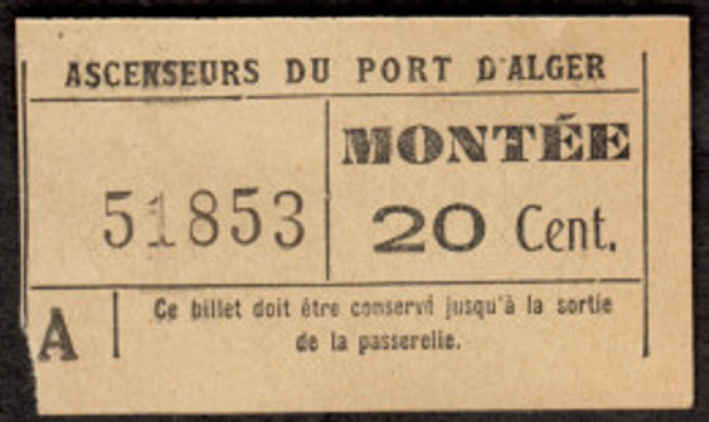 ASCENSEURS DU PORT D'ALGER
MONTÉE
51853
20 Cent.
A
Ce billet doit être conservé jusqu'à la sortie
de la passerelle.